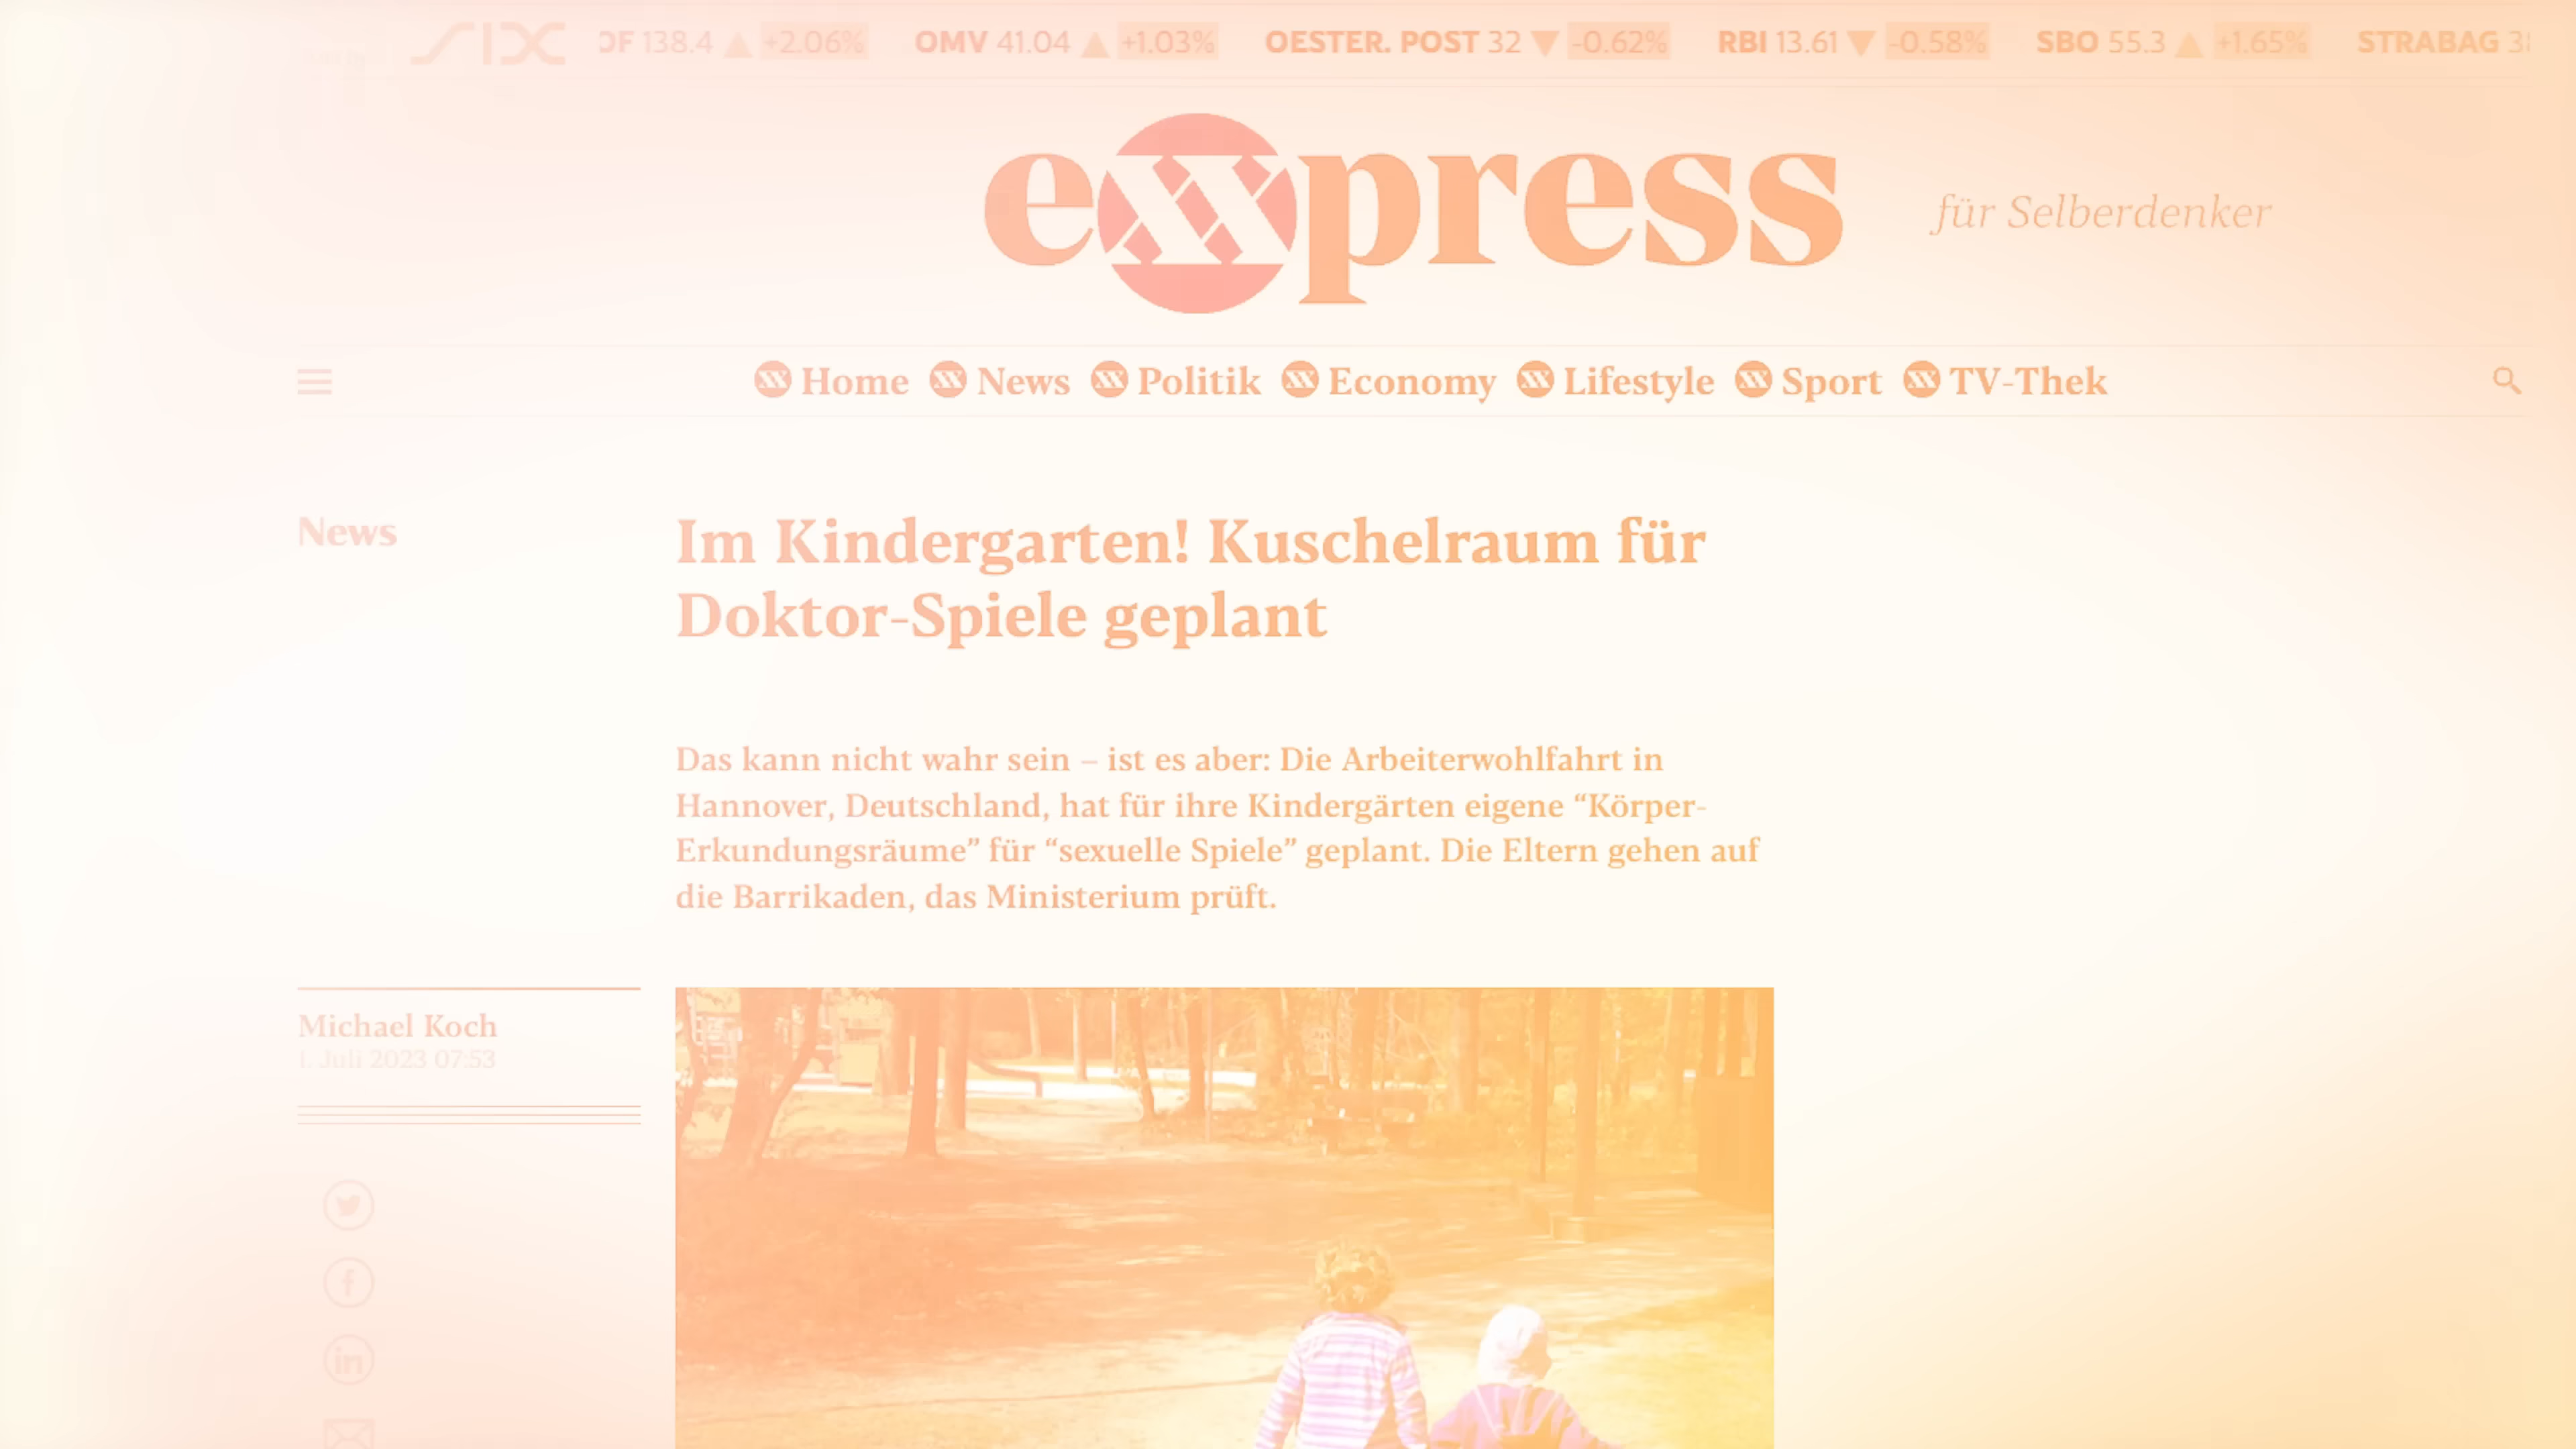 SIX OF 138.4 ▲ +2.06% OMV 41.04 ▲ +1.03% OESTER. POST 32 ▼ -0.62% RBI 13.61 ▼ -0.58% SBO 55.3 ▲ +1.65% STRABAG
exxpress
für Selberdenker
Home News Politik Economy Lifestyle Sport TV-Thek
News
Im Kindergarten! Kuschelraum für
Doktor-Spiele geplant
Das kann nicht wahr sein – ist es aber: Die Arbeiterwohlfahrt in
Hannover, Deutschland, hat für ihre Kindergärten eigene “Körper-
Erkundungsräume” für “sexuelle Spiele” geplant. Die Eltern gehen auf
die Barrikaden, das Ministerium prüft.
Michael Koch
1. Juli 2023 07:53